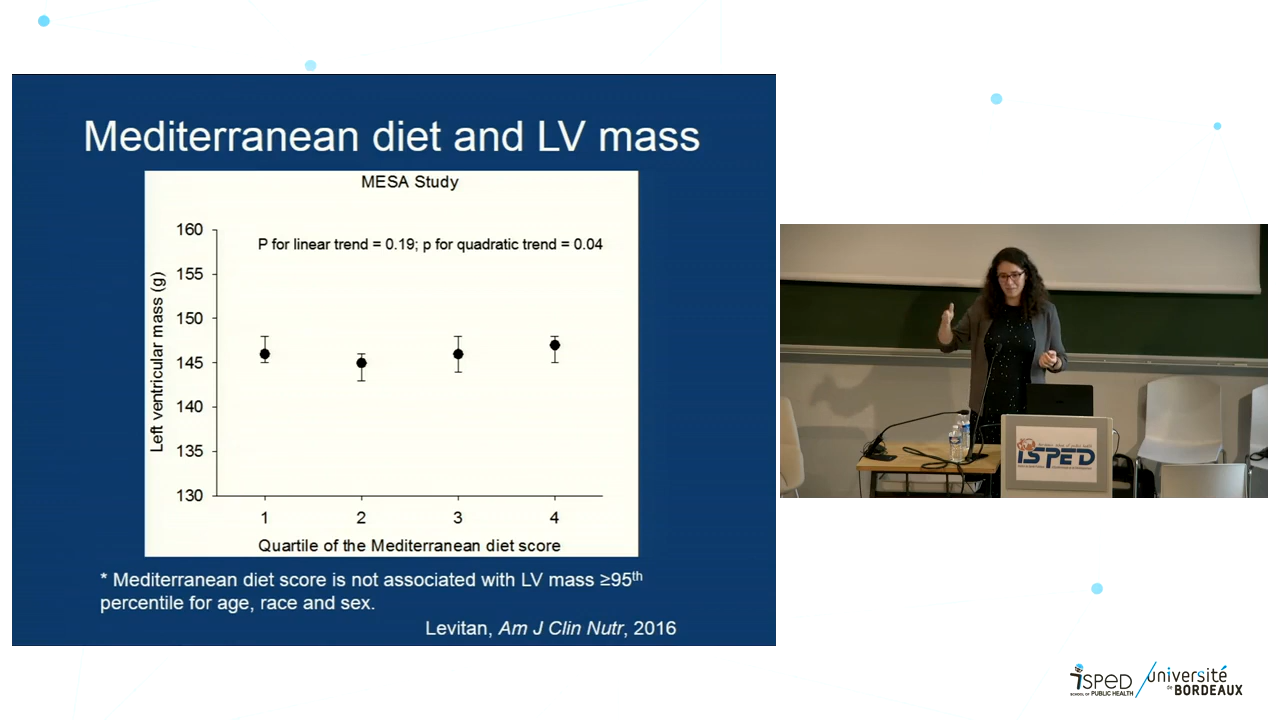 Mediterranean diet and LV mass
MESA Study
P for linear trend = 0.19; p for quadratic trend = 0.04
Left ventricular mass (g)
160
155
150
145
140
135
130
1 2 3 4
Quartile of the Mediterranean diet score
* Mediterranean diet score is not associated with LV mass ≥95th
percentile for age, race and sex.
Levitan, Am J Clin Nutr, 2016
ISPED
ISPED
SCHOOL OF PUBLIC HEALTH
université
de BORDEAUX